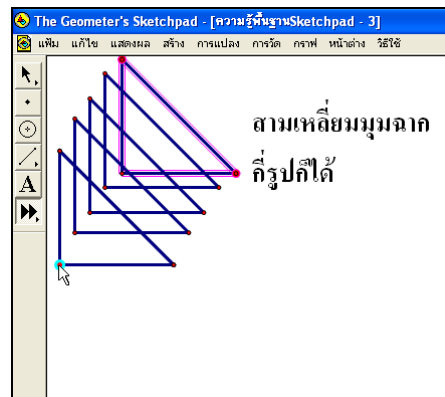 The Geometer's Sketchpad - [ความรู้พื้นฐานSketchpad - 3]
แฟ้ม แก้ไข แสดงผล สร้าง การแปลง การวัด กราฟ หน้าต่าง วิธีใช้
สามเหลี่ยมมุมฉาก
กี่รูปก็ได้
A